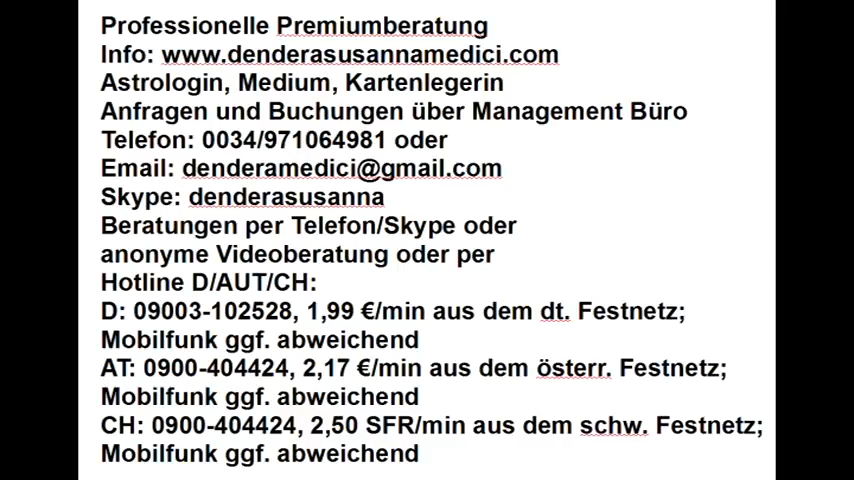 Professionelle Premiumberatung
Info: www.denderasusannamedici.com
Astrologin, Medium, Kartenlegerin
Anfragen und Buchungen über Management Büro
Telefon: 0034/971064981 oder
Email: denderamedici@gmail.com
Skype: denderasusanna
Beratungen per Telefon/Skype oder
anonyme Videoberatung oder per
Hotline D/AUT/CH:
D: 09003-102528, 1,99 €/min aus dem dt. Festnetz;
Mobilfunk ggf. abweichend
AT: 0900-404424, 2,17 €/min aus dem österr. Festnetz;
Mobilfunk ggf. abweichend
CH: 0900-404424, 2,50 SFR/min aus dem schw. Festnetz;
Mobilfunk ggf. abweichend